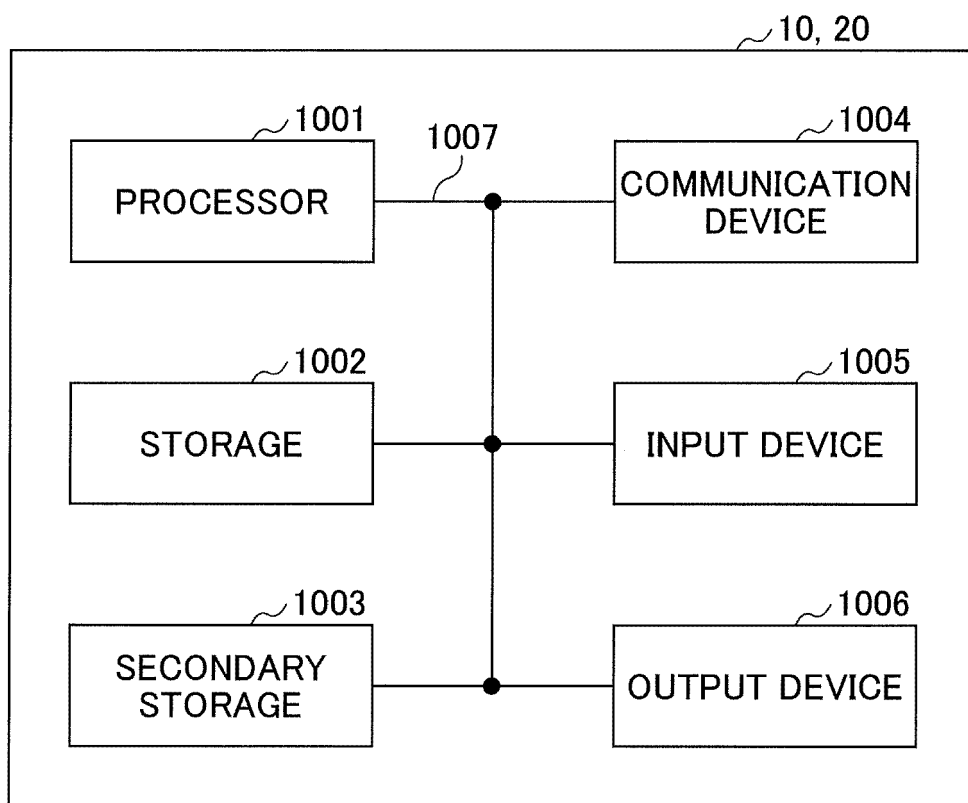 10, 20
1001
1007
1004
PROCESSOR
COMMUNICATION
DEVICE
1002
1005
STORAGE
INPUT DEVICE
1003
1006
SECONDARY
STORAGE
OUTPUT DEVICE